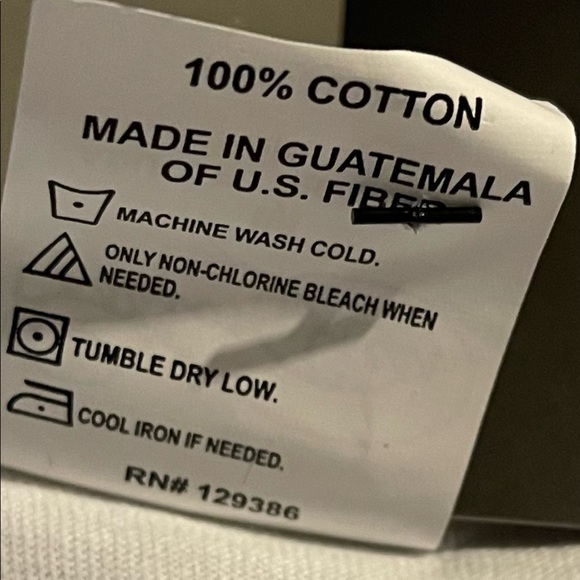 100% COTTON
MADE IN GUATEMALA
OF U.S. FIBER
MACHINE WASH COLD.
ONLY NON-CHLORINE BLEACH WHEN
NEEDED.
TUMBLE DRY LOW.
COOL IRON IF NEEDED.
RN# 129386